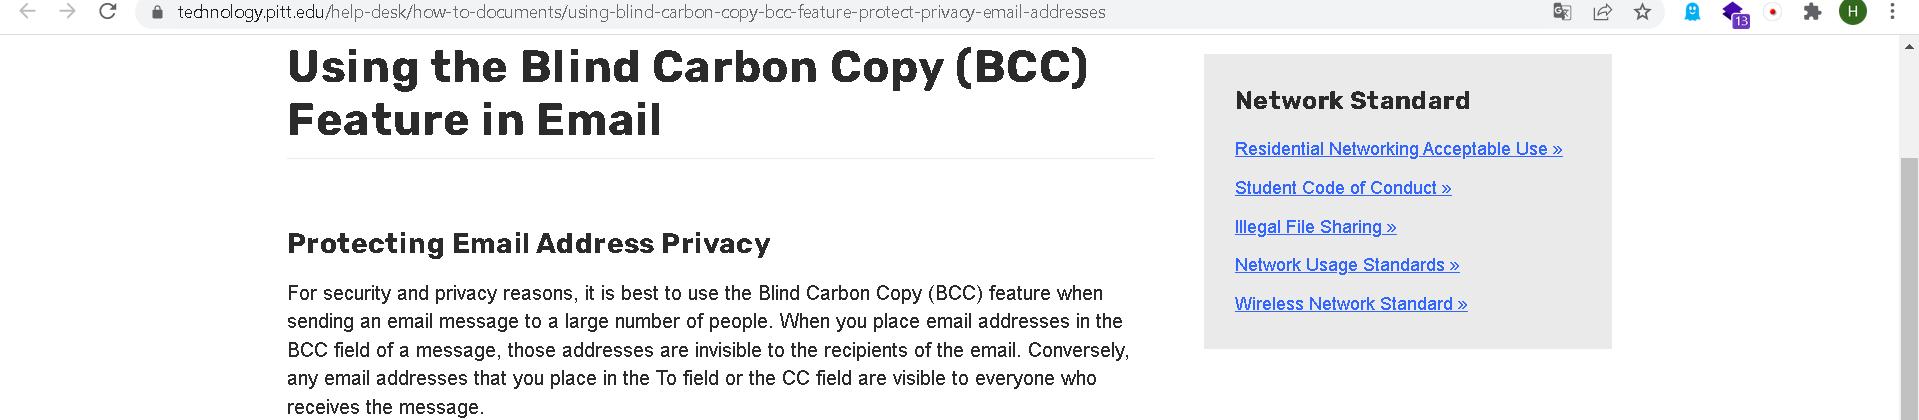 technology.pitt.edu/help-desk/how-to-documents/using-blind-carbon-copy-bcc-feature-protect-privacy-email-addresses
13
H
Using the Blind Carbon Copy (BCC)
Feature in Email
Protecting Email Address Privacy
For security and privacy reasons, it is best to use the Blind Carbon Copy (BCC) feature when
sending an email message to a large number of people. When you place email addresses in the
BCC field of a message, those addresses are invisible to the recipients of the email. Conversely,
any email addresses that you place in the To field or the CC field are visible to everyone who
receives the message.
Network Standard
Residential Networking Acceptable Use »
Student Code of Conduct »
Illegal File Sharing »
Network Usage Standards »
Wireless Network Standard »